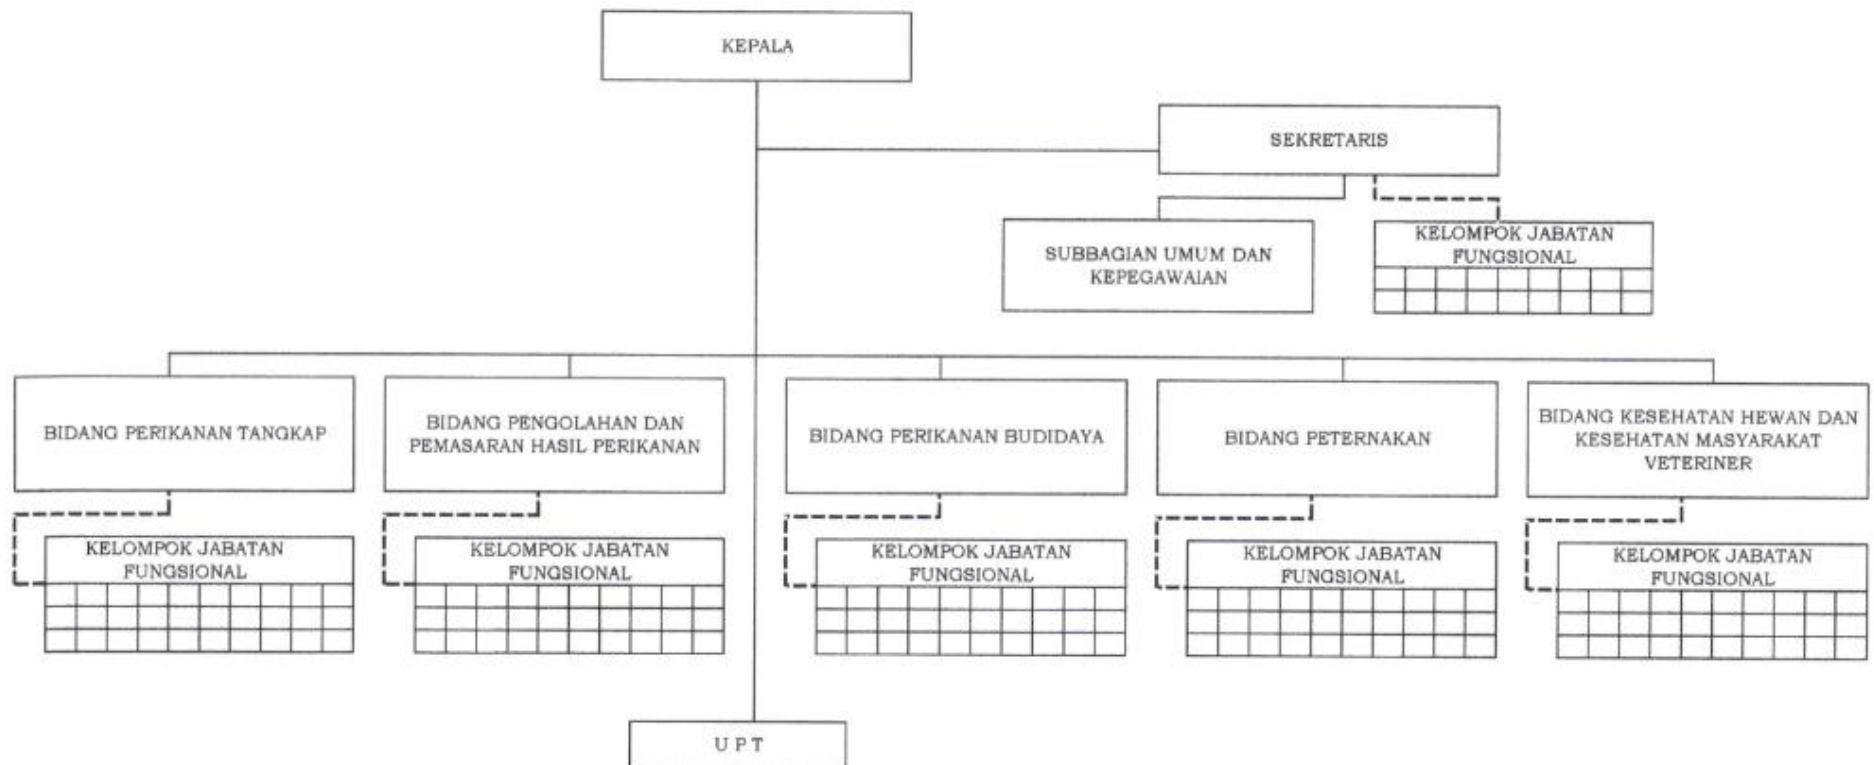 KEPALA
SEKRETARIS
SUBBAGIAN UMUM DAN
KEPEGAWAIAN
KELOMPOK JABATAN
FUNGSIONAL
BIDANG PERIKANAN TANGKAP
BIDANG PENGOLAHAN DAN
PEMASARAN HASIL PERIKANAN
BIDANG PERIKANAN BUDIDAYA
BIDANG PETERNAKAN
BIDANG KESEHATAN HEWAN DAN
KESEHATAN MASYARAKAT
VETERINER
KELOMPOK JABATAN
FUNGSIONAL
KELOMPOK JABATAN
FUNGSIONAL
KELOMPOK JABATAN
FUNGSIONAL
KELOMPOK JABATAN
FUNGSIONAL
KELOMPOK JABATAN
FUNGSIONAL
U P T